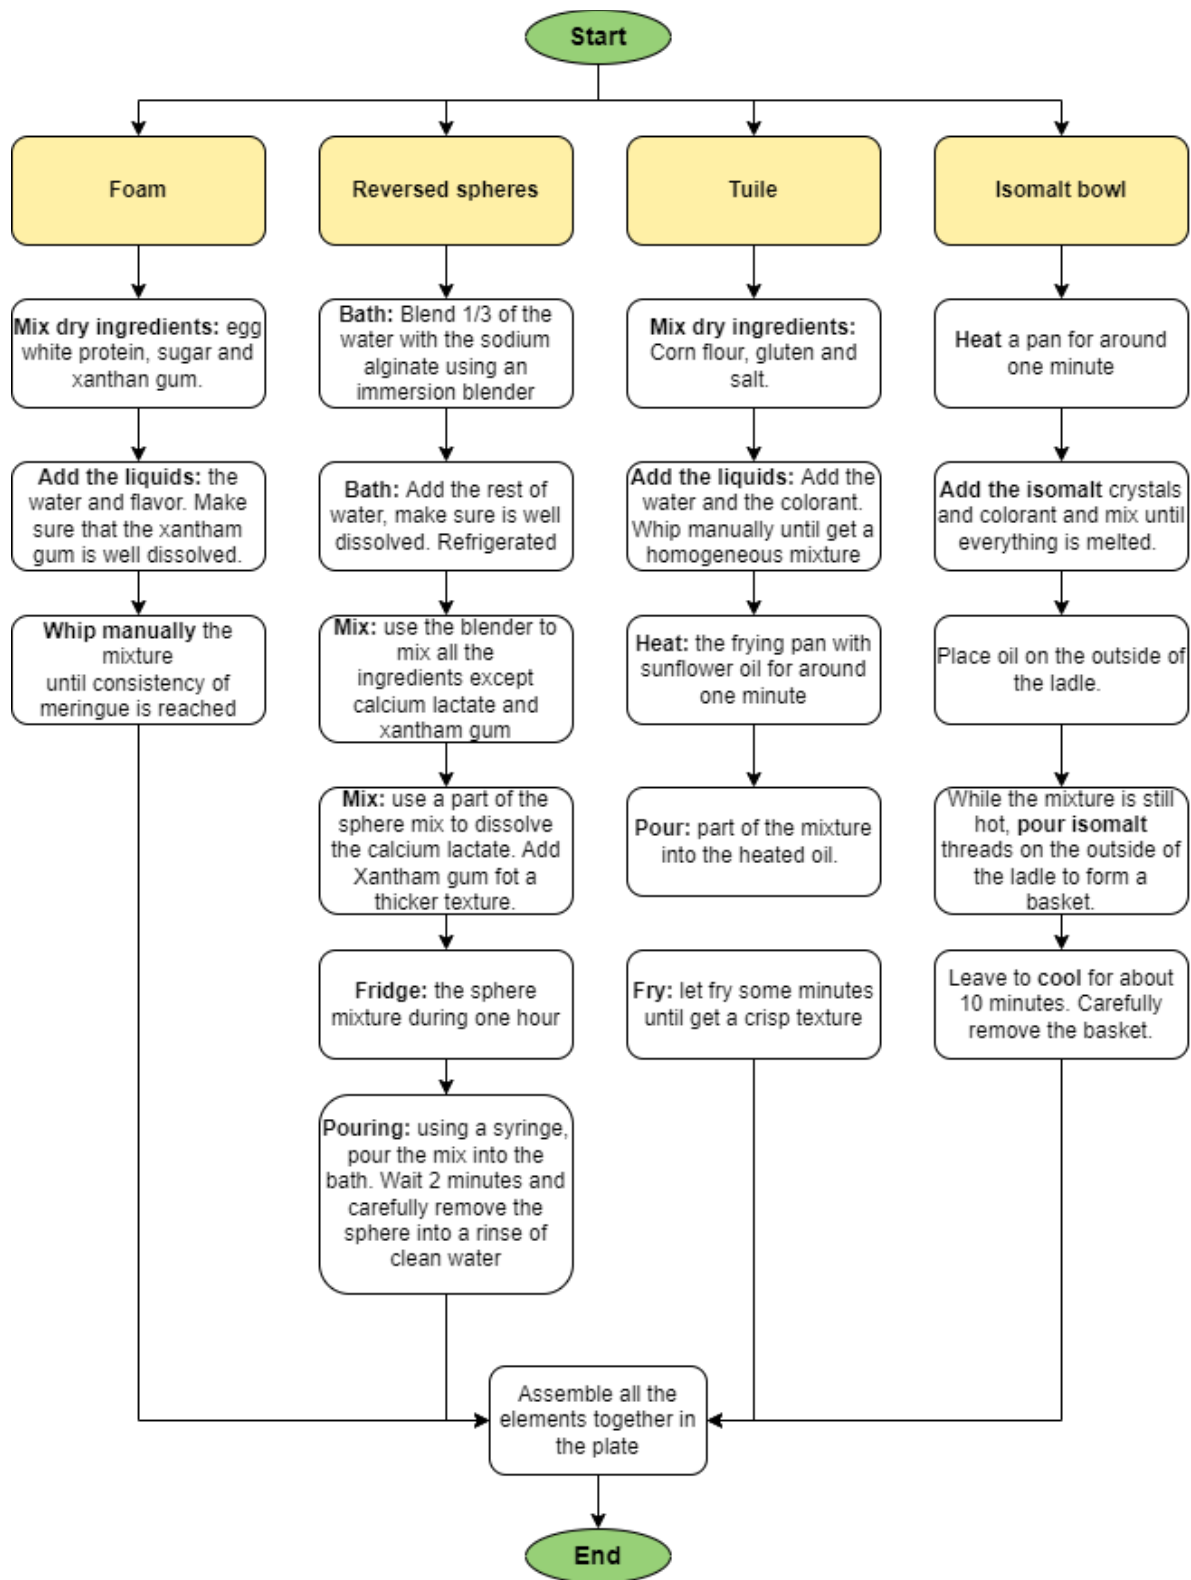 Start
Foam
Mix dry ingredients: egg
white protein, sugar and
xanthan gum.
Add the liquids: the
water and flavor. Make
sure that the xantham
gum is well dissolved.
Whip manually the
mixture
until consistency of
meringue is reached
Reversed spheres
Bath: Blend 1/3 of the
water with the sodium
alginate using an
immersion blender
Bath: Add the rest of
water, make sure is well
dissolved. Refrigerated
Mix: use the blender to
mix all the
ingredients except
calcium lactate and
xantham gum
Mix: use a part of the
sphere mix to dissolve
the calcium lactate. Add
Xantham gum fot a
thicker texture.
Fridge: the sphere
mixture during one hour
Pouring: using a syringe,
pour the mix into the
bath. Wait 2 minutes and
carefully remove the
sphere into a rinse of
clean water
Tuile
Mix dry ingredients:
Corn flour, gluten and
salt.
Add the liquids: Add the
water and the colorant.
Whip manually until get a
homogeneous mixture
Heat: the frying pan with
sunflower oil for around
one minute
Pour: part of the mixture
into the heated oil.
Fry: let fry some minutes
until get a crisp texture
Isomalt bowl
Heat a pan for around
one minute
Add the isomalt crystals
and colorant and mix until
everything is melted.
Place oil on the outside of
the ladle.
While the mixture is still
hot, pour isomalt
threads on the outside of
the ladle to form a
basket.
Leave to cool for about
10 minutes. Carefully
remove the basket.
Assemble all the
elements together in
the plate
End